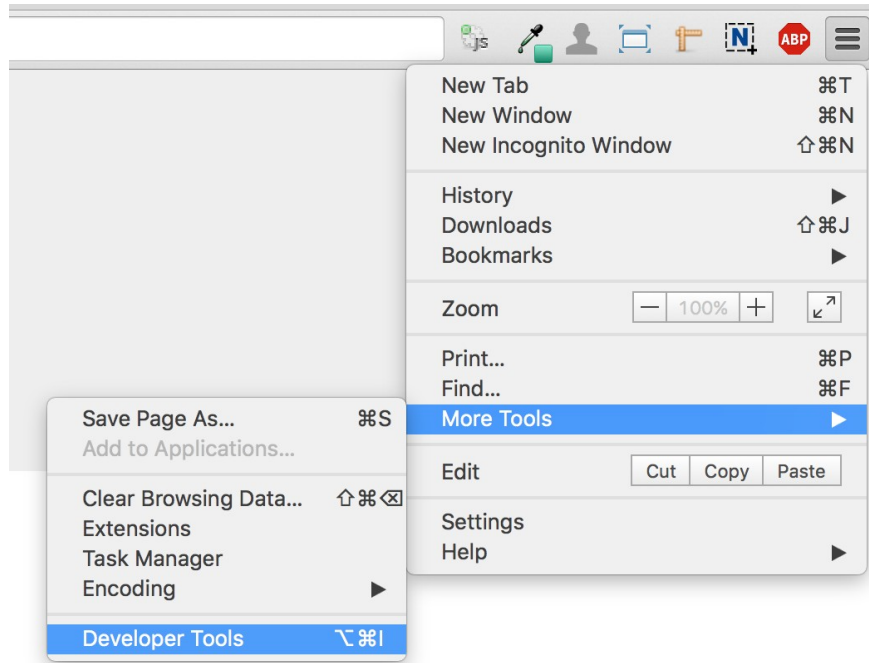 JS
N
ABP
New Tab ⌘T
New Window ⌘N
New Incognito Window ⇧⌘N
History ▶
Downloads ⇧⌘J
Bookmarks ▶
Zoom — 100% +
Print... ⌘P
Find... ⌘F
More Tools ▶
Edit Cut Copy Paste
Settings
Help ▶
Save Page As... ⌘S
Add to Applications...
Clear Browsing Data... ⇧⌘⌫
Extensions
Task Manager
Encoding ▶
Developer Tools ⌥⌘I